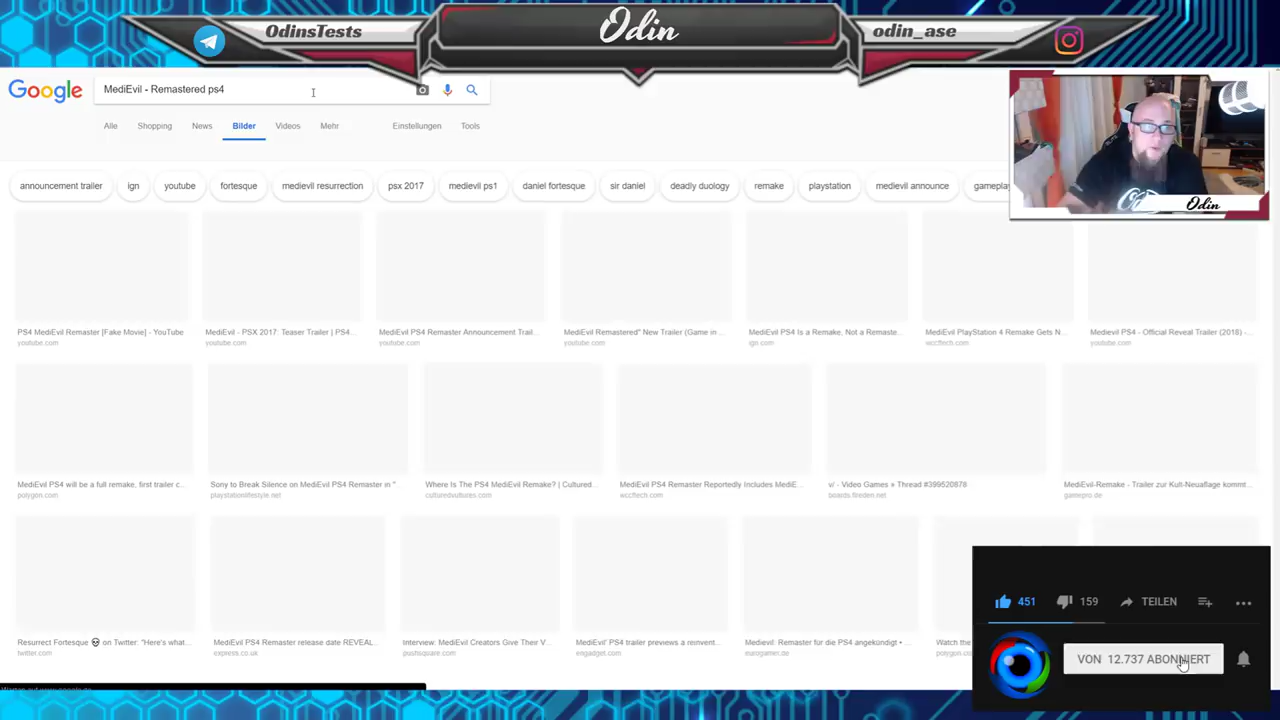 OdinsTests
Odin
odin_ase
Google
MediEvil - Remastered ps4
Alle
Shopping
News
Bilder
Videos
Mehr
Einstellungen
Tools
announcement trailer
ign
youtube
fortesque
medievil resurrection
psx 2017
medievil ps1
daniel fortesque
sir daniel
deadly duology
remake
playstation
medievil announce
Odin
PS4 MediEvil Remaster [Fake Movie] - YouTube
youtube.com
MediEvil - PSX 2017: Teaser Trailer | PS4...
youtube.com
MediEvil PS4 Remaster Announcement Trail...
youtube.com
MediEvil Remastered" New Trailer (Game in ...
youtube.com
MediEvil PS4 Is a Remake, Not a Remaste...
ign.com
MediEvil PlayStation 4 Remake Gets N...
wccftech.com
Medievil PS4 - Official Reveal Trailer (2018) -...
youtube.com
MediEvil PS4 will be a full remake, first trailer c...
polygon.com
Sony to Break Silence on MediEvil PS4 Remaster in "
playstationlifestyle.net
Where Is The PS4 MediEvil Remake? | Cultured...
culturedvultures.com
MediEvil PS4 Remaster Reportedly Includes MediE...
wccftech.com
v/ - Video Games » Thread #399520878
boards.fireden.net
MediEvil-Remake - Trailer zur Kult-Neuauflage kommt...
gamepro.de
Resurrect Fortesque 💀 on Twitter: "Here's what...
twitter.com
MediEvil PS4 Remaster release date REVEAL...
express.co.uk
Interview: MediEvil Creators Give Their V...
pushsquare.com
MediEvil' PS4 trailer previews a reinvent...
engadget.com
Medievil: Remaster für die PS4 angekündigt • ...
eurogamer.de
Watch the
451
159
TEILEN
VON 12.737 ABONNIERT